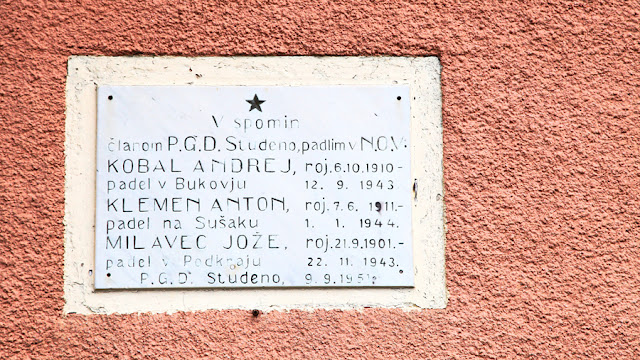 V spomin
članom P.G.D. Studeno, padlim v N.O.V.
KOBAL ANDREJ, roj. 6.10.1910-
padel v Bukovju 12. 9. 1943
KLEMEN ANTON, roj. 7. 6. 1911.-
padel na Sušaku 1. 1. 1944.
MILAVEC JOŽE, roj. 21.9.1901.-
padel v Podkraju 22. 11. 1943.
P.G.D. Studeno, 9. 9.